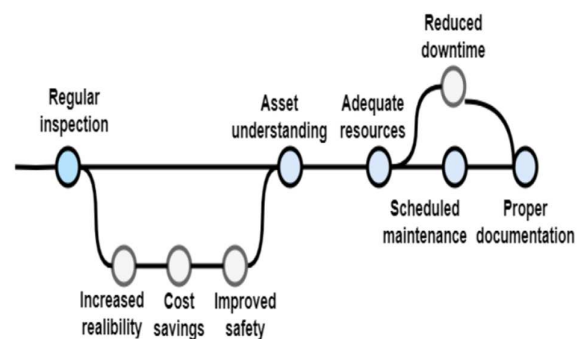 Reduced
downtime
Regular
inspection
Asset
understanding
Adequate
resources
Scheduled
maintenance
Proper
documentation
Increased
realibility
Cost
savings
Improved
safety